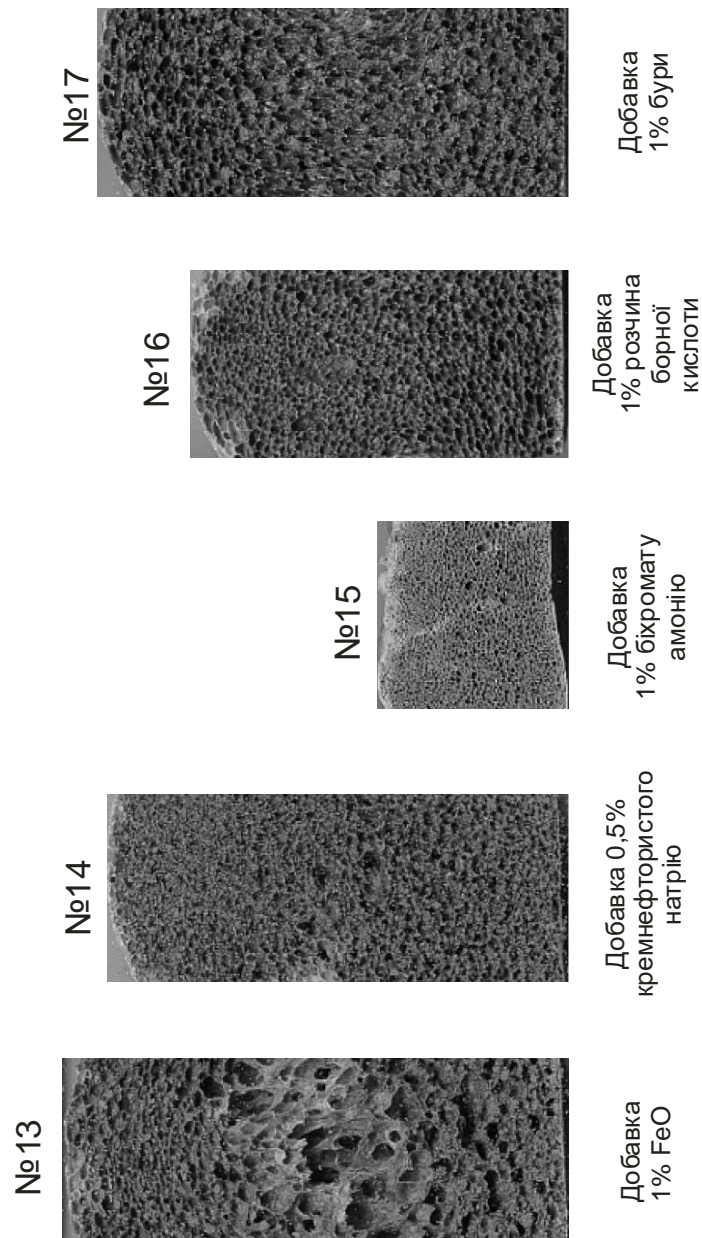 №13
№14
№15
№16
№17
Добавка
1% FeO
Добавка 0,5%
кремнефтористого
натрію
Добавка
1% біхромату
амонію
Добавка
1% розчина
борної
кислоти
Добавка
1% бури